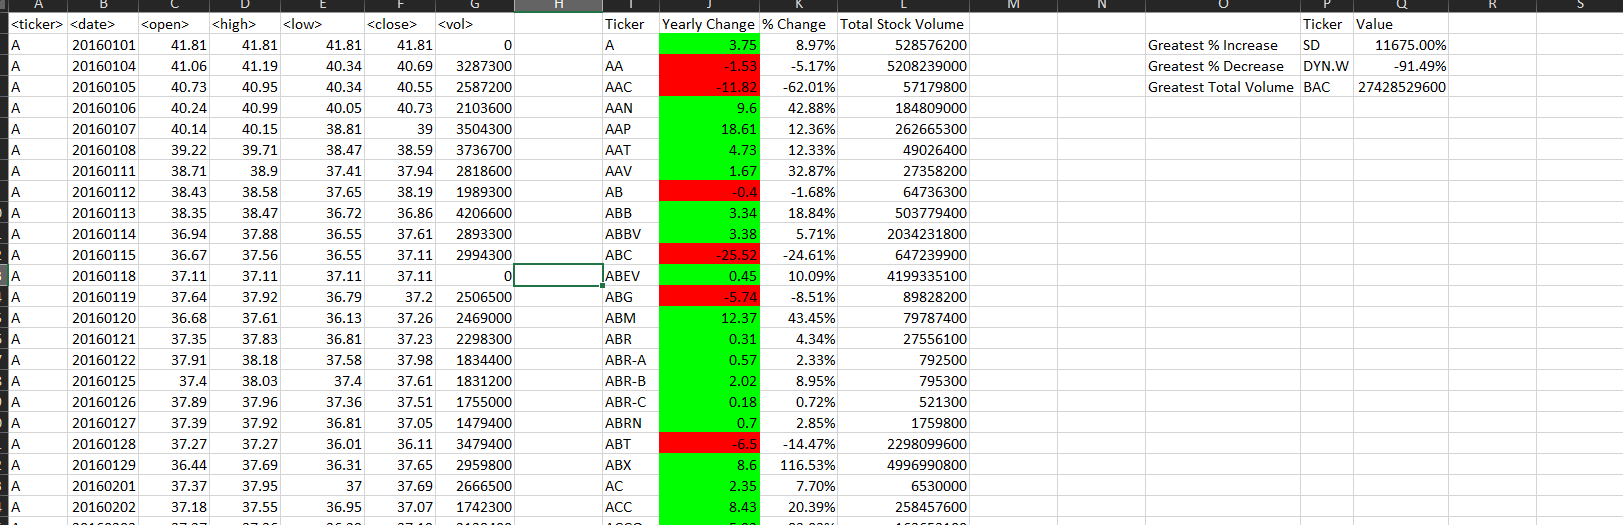 A B C D E F G H I J K L M N O P Q R S
<ticker> <date> <open> <high> <low> <close> <vol> Ticker Yearly Change % Change Total Stock Volume Ticker Value
A 20160101 41.81 41.81 41.81 41.81 0 A 3.75 8.97% 528576200 Greatest % Increase SD 11675.00%
A 20160104 41.06 41.19 40.34 40.69 3287300 AA -1.53 -5.17% 5208239000 Greatest % Decrease DYN.W -91.49%
A 20160105 40.73 40.95 40.34 40.55 2587200 AAC -11.82 -62.01% 57179800 Greatest Total Volume BAC 27428529600
A 20160106 40.24 40.99 40.05 40.73 2103600 AAN 9.6 42.88% 184809000
A 20160107 40.14 40.15 38.81 39 3504300 AAP 18.61 12.36% 262665300
A 20160108 39.22 39.71 38.47 38.59 3736700 AAT 4.73 12.33% 49026400
A 20160111 38.71 38.9 37.41 37.94 2818600 AAV 1.67 32.87% 27358200
A 20160112 38.43 38.58 37.65 38.19 1989300 AB -0.4 -1.68% 64736300
A 20160113 38.35 38.47 36.72 36.86 4206600 ABB 3.34 18.84% 503779400
A 20160114 36.94 37.88 36.55 37.61 2893300 ABBV 3.38 5.71% 2034231800
A 20160115 36.67 37.56 36.55 37.11 2994300 ABC -25.52 -24.61% 647239900
A 20160118 37.11 37.11 37.11 37.11 0 ABEV 0.45 10.09% 4199335100
A 20160119 37.64 37.92 36.79 37.2 2506500 ABG -5.74 -8.51% 89828200
A 20160120 36.68 37.61 36.13 37.26 2469000 ABM 12.37 43.45% 79787400
A 20160121 37.35 37.83 36.81 37.23 2298300 ABR 0.31 4.34% 27556100
A 20160122 37.91 38.18 37.58 37.98 1834400 ABR-A 0.57 2.33% 792500
A 20160125 37.4 38.03 37.4 37.61 1831200 ABR-B 2.02 8.95% 795300
A 20160126 37.89 37.96 37.36 37.51 1755000 ABR-C 0.18 0.72% 521300
A 20160127 37.39 37.92 36.81 37.05 1479400 ABRN 0.7 2.85% 1759800
A 20160128 37.27 37.27 36.01 36.11 3479400 ABT -6.5 -14.47% 2298099600
A 20160129 36.44 37.69 36.31 37.65 2959800 ABX 8.6 116.53% 4996990800
A 20160201 37.37 37.95 37 37.69 2666500 AC 2.35 7.70% 6530000
A 20160202 37.18 37.55 36.95 37.07 1742300 ACC 8.43 20.39% 258457600